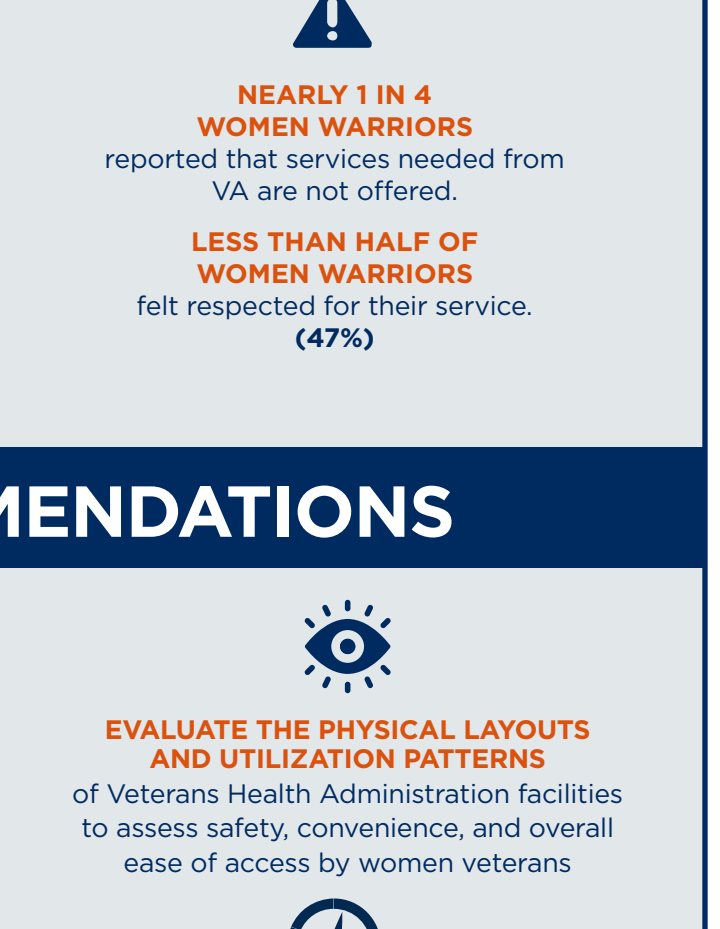 NEARLY 1 IN 4
WOMEN WARRIORS
reported that services needed from
VA are not offered.
LESS THAN HALF OF
WOMEN WARRIORS
felt respected for their service.
(47%)
MENDATIONS
EVALUATE THE PHYSICAL LAYOUTS
AND UTILIZATION PATTERNS
of Veterans Health Administration facilities
to assess safety, convenience, and overall
ease of access by women veterans